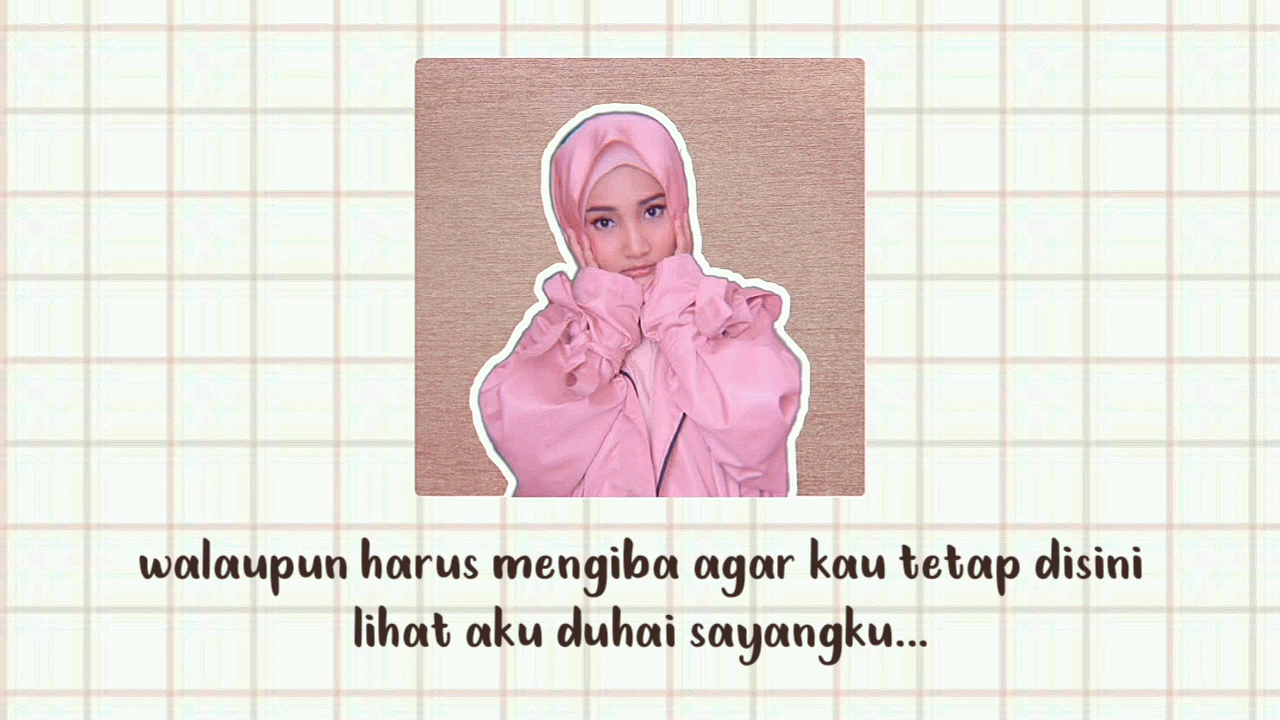 walaupun harus mengiba agar kau tetap disini
lihat aku duhai sayangku...